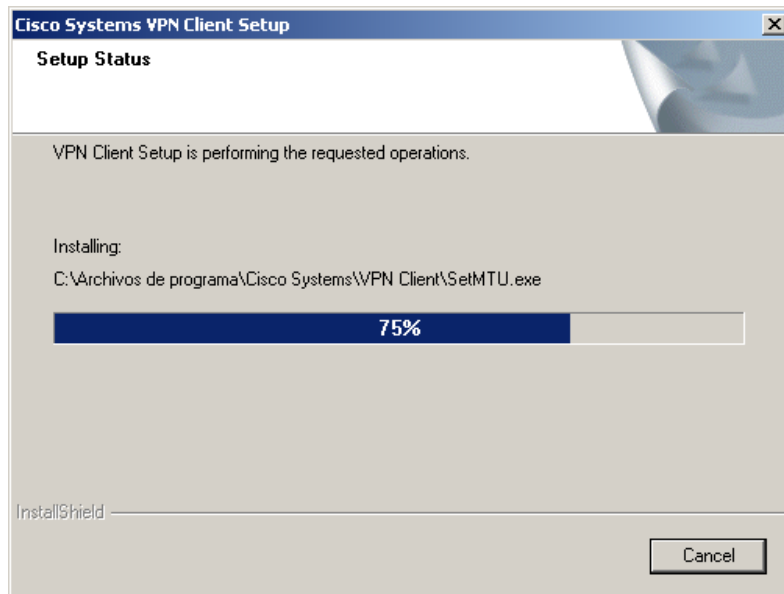 Cisco Systems VPN Client Setup
Setup Status
VPN Client Setup is performing the requested operations.
Installing:
C:\Archivos de programa\Cisco Systems\VPN Client\SetMTU.exe
75%
InstallShield
Cancel